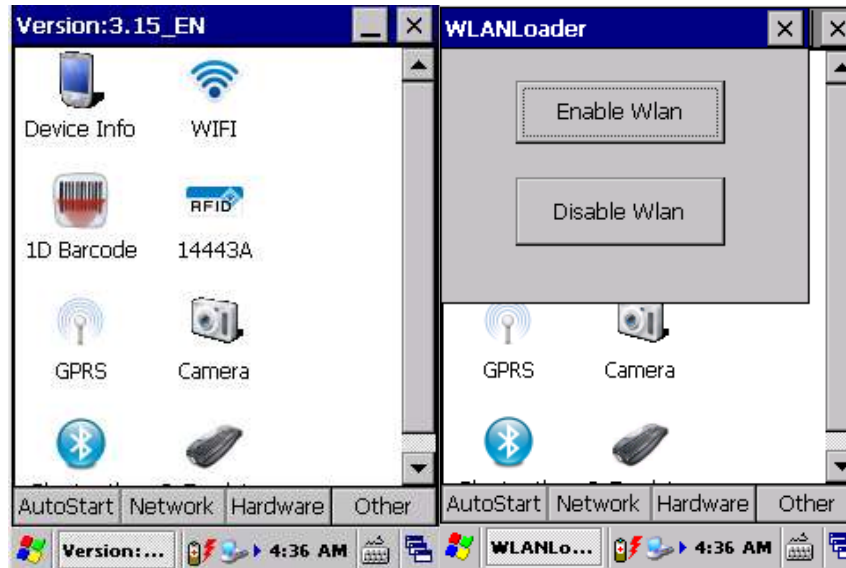 Version:3.15_EN
Device Info
WIFI
1D Barcode
RFID
14443A
GPRS
Camera
AutoStart
Network
Hardware
Other
Version:...
4:36 AM
WLANLoader
Enable Wlan
Disable Wlan
GPRS
Camera
AutoStart
Network
Hardware
Other
WLANLo...
4:36 AM